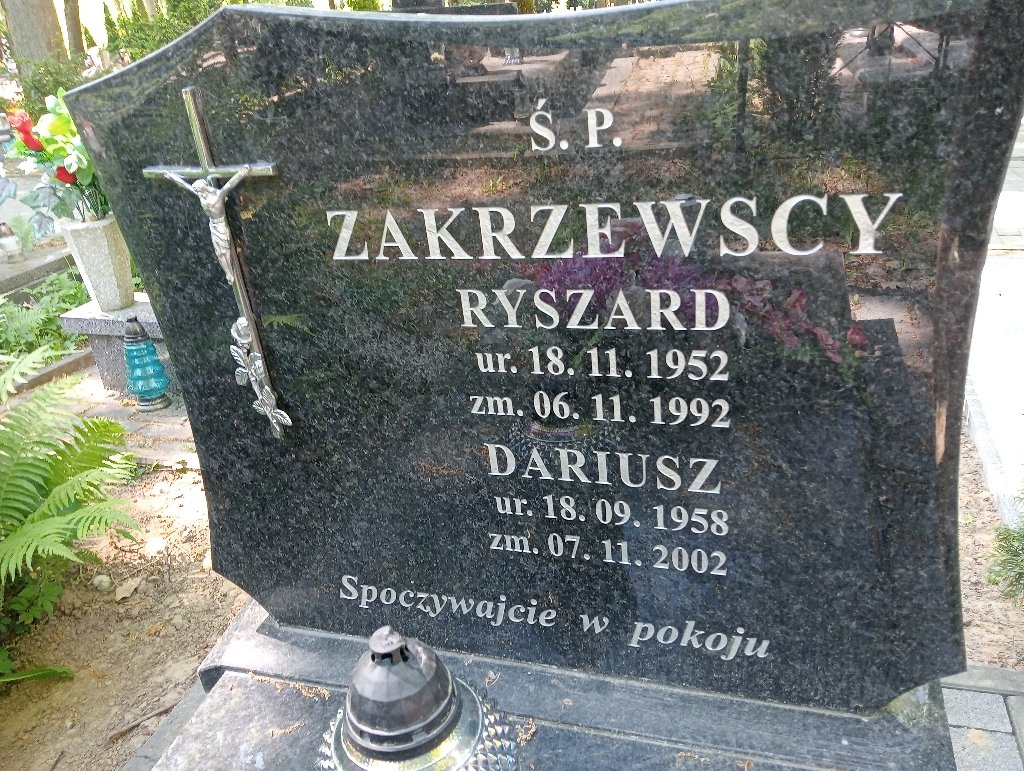 Ś. P.
ZAKRZEWSCY
RYSZARD
ur. 18. 11. 1952
zm. 06. 11. 1992
DARIUSZ
ur. 18. 09. 1958
zm. 07. 11. 2002
Spoczywajcie w pokoju